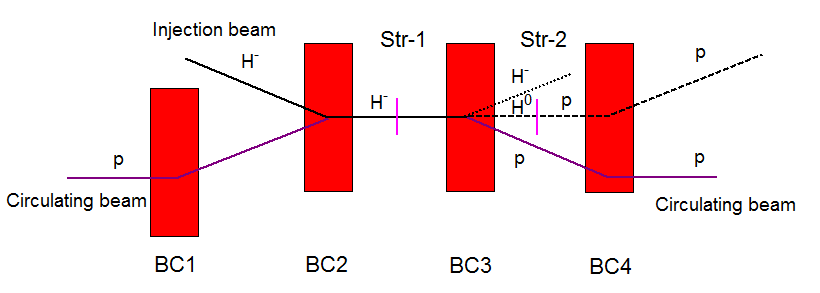 Injection beam
Str-1
Str-2
H-
H-
H-
H0
p
p
p
p
p
Circulating beam
Circulating beam
BC1
BC2
BC3
BC4